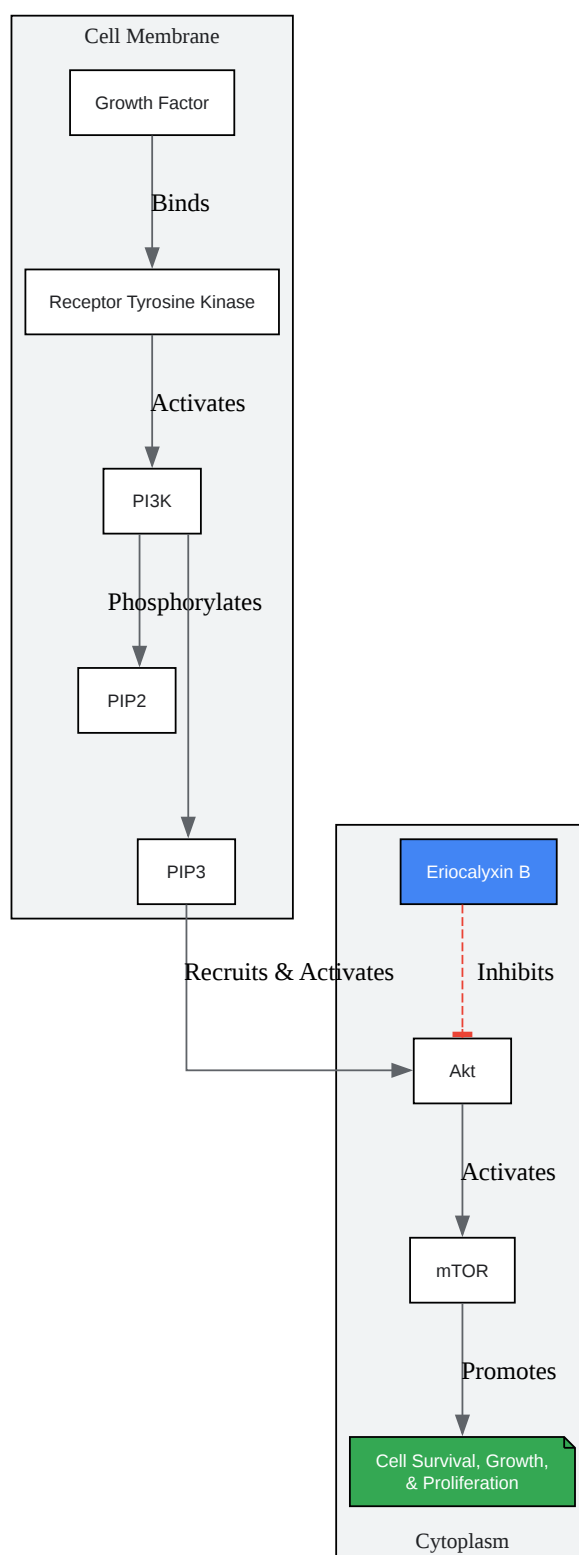 Cell Membrane
Growth Factor
Binds
Receptor Tyrosine Kinase
Activates
PI3K
Phosphorylates
PIP2
PIP3
Eriocalyxin B
Recruits & Activates
Inhibits
Akt
Activates
mTOR
Promotes
Cell Survival, Growth,
& Proliferation
Cytoplasm